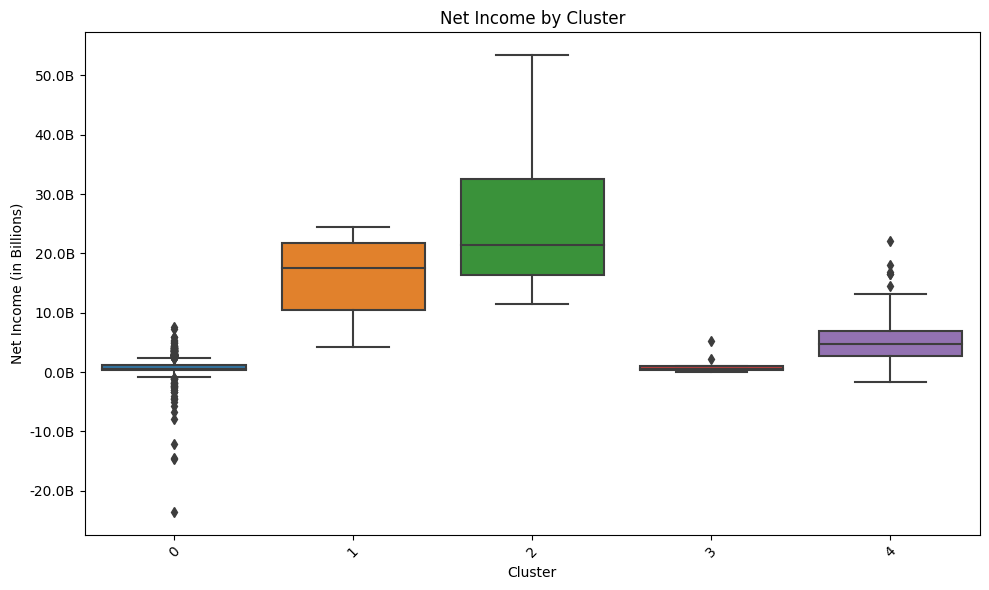 Net Income by Cluster
Net Income (in Billions)
50.0B
40.0B
30.0B
20.0B
10.0B
0.0B
-10.0B
-20.0B
0
1
2
3
4
Cluster